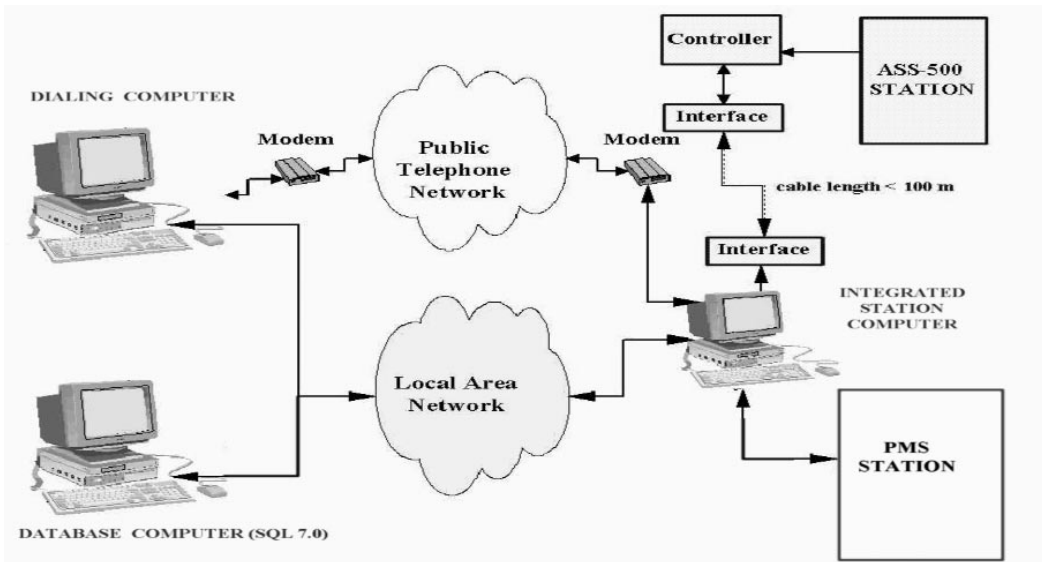 Controller
ASS-500
STATION
DIALING COMPUTER
Interface
Modem
Public
Telephone
Network
Modem
cable length < 100 m
Interface
INTEGRATED
STATION
COMPUTER
Local Area
Network
PMS
STATION
DATABASE COMPUTER (SQL 7.0)